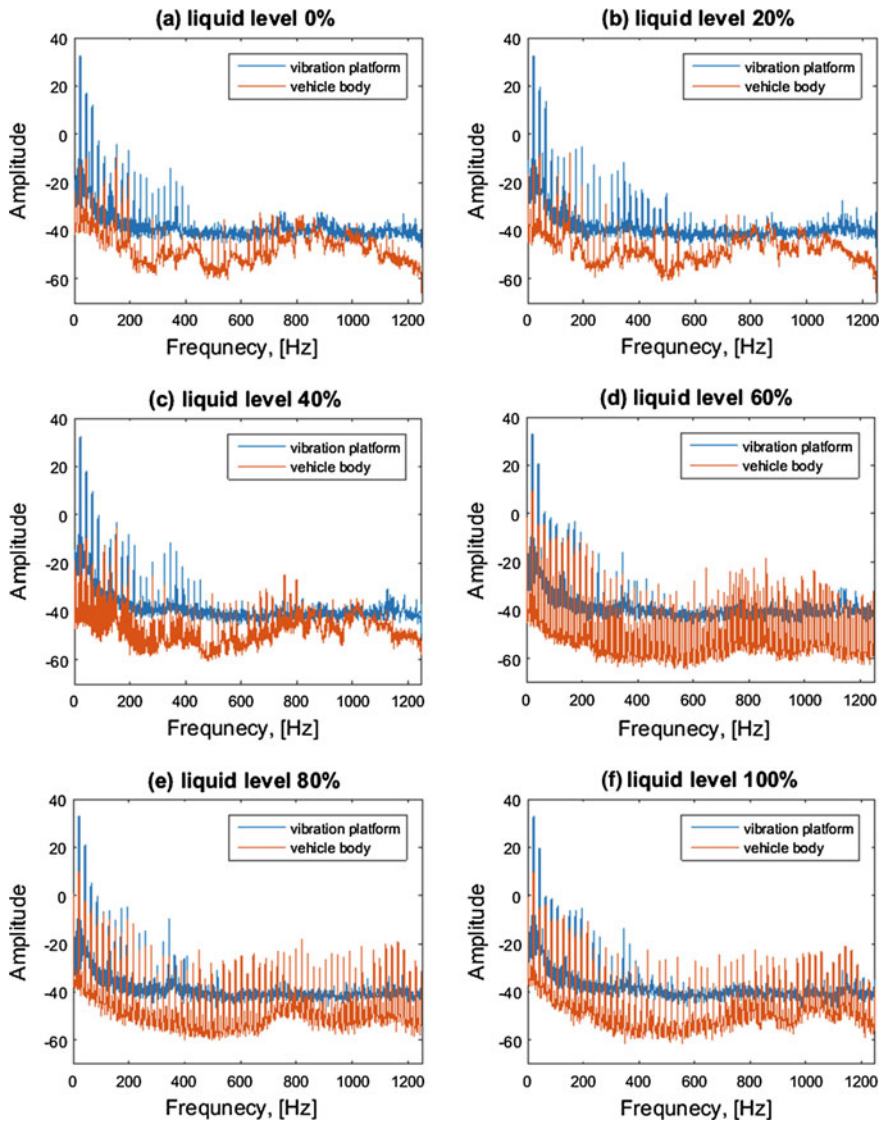 (a) liquid level 0%
40
20
0
-20
-40
-60
Amplitude
vibration platform
vehicle body
0 200 400 600 800 1000 1200
Frequnecy, [Hz]
(b) liquid level 20%
40
20
0
-20
-40
-60
Amplitude
vibration platform
vehicle body
0 200 400 600 800 1000 1200
Frequnecy, [Hz]
(c) liquid level 40%
40
20
0
-20
-40
-60
Amplitude
vibration platform
vehicle body
0 200 400 600 800 1000 1200
Frequnecy, [Hz]
(d) liquid level 60%
40
20
0
-20
-40
-60
Amplitude
vibration platform
vehicle body
0 200 400 600 800 1000 1200
Frequnecy, [Hz]
(e) liquid level 80%
40
20
0
-20
-40
-60
Amplitude
vibration platform
vehicle body
0 200 400 600 800 1000 1200
Frequnecy, [Hz]
(f) liquid level 100%
40
20
0
-20
-40
-60
Amplitude
vibration platform
vehicle body
0 200 400 600 800 1000 1200
Frequnecy, [Hz]